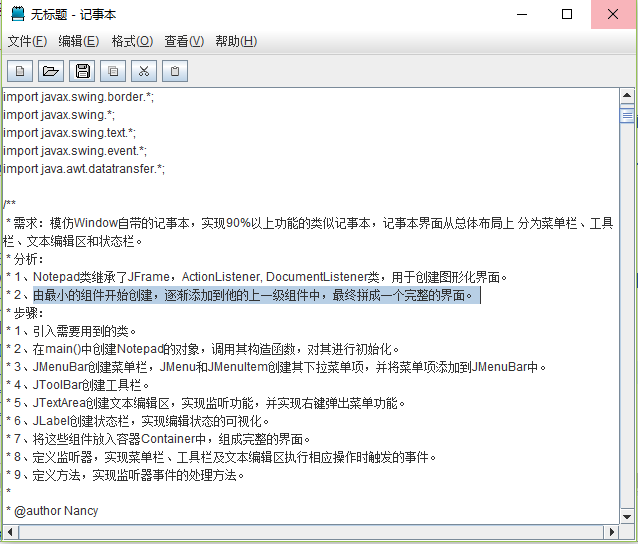 无标题 - 记事本
文件(F) 编辑(E) 格式(O) 查看(V) 帮助(H)
import javax.swing.border.*;
import javax.swing.*;
import javax.swing.text.*;
import javax.swing.event.*;
import java.awt.datatransfer.*;
/**
* 需求：模仿Window自带的记事本，实现90%以上功能的类似记事本，记事本界面从总体布局上 分为菜单栏、工具
栏、文本编辑区和状态栏。
* 分析：
* 1、Notepad类继承了JFrame，ActionListener, DocumentListener类，用于创建图形化界面。
* 2、由最小的组件开始创建，逐渐添加到他的上一级组件中，最终拼成一个完整的界面。
* 步骤：
* 1、引入需要用到的类。
* 2、在main()中创建Notepad的对象，调用其构造函数，对其进行初始化。
* 3、JMenuBar创建菜单栏，JMenu和JMenuItem创建其下拉菜单项，并将菜单项添加到JMenuBar中。
* 4、JToolBar创建工具栏。
* 5、JTextArea创建文本编辑区，实现监听功能，并实现右键弹出菜单功能。
* 6、JLabel创建状态栏，实现编辑状态的可视化。
* 7、将这些组件放入容器Container中，组成完整的界面。
* 8、定义监听器，实现菜单栏、工具栏及文本编辑区执行相应操作时触发的事件。
* 9、定义方法，实现监听器事件的处理方法。
*
* @author Nancy